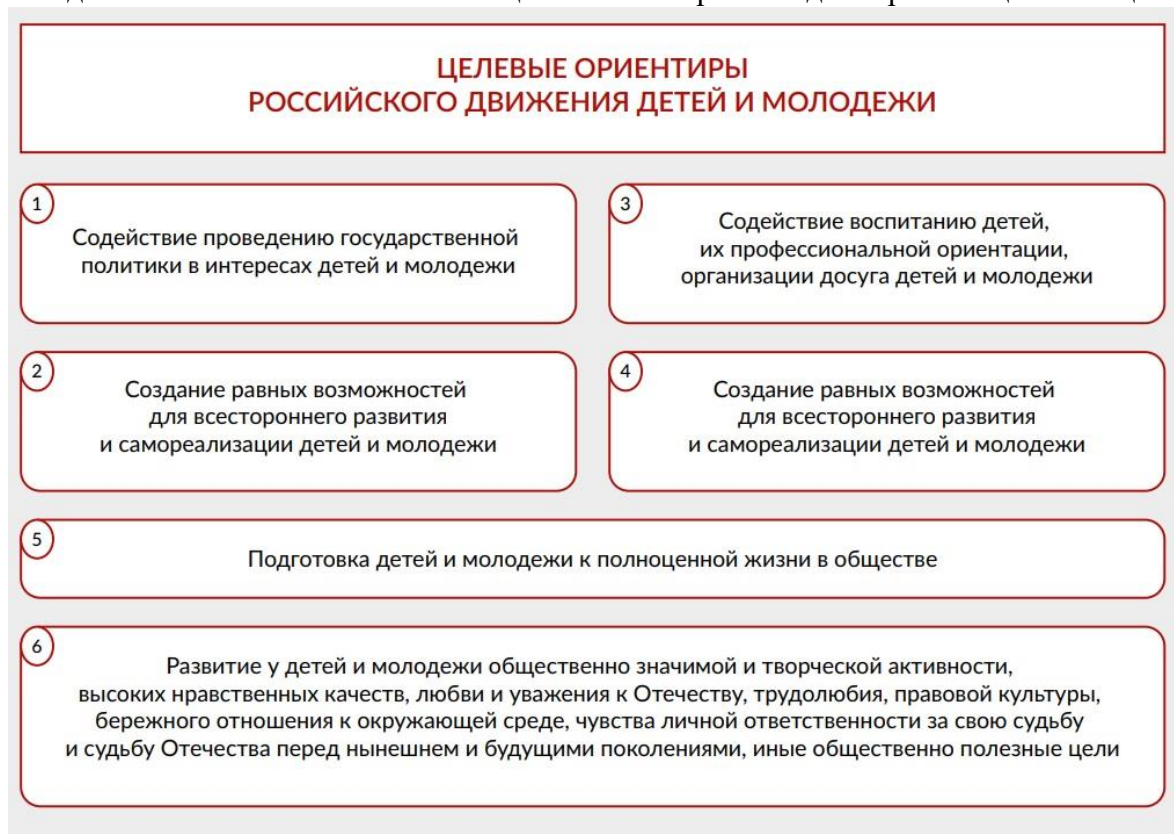 ЦЕЛЕВЫЕ ОРИЕНТИРЫ
РОССИЙСКОГО ДВИЖЕНИЯ ДЕТЕЙ И МОЛОДЕЖИ
1
Содействие проведению государственной
политики в интересах детей и молодежи
2
Создание равных возможностей
для всестороннего развития
и самореализации детей и молодежи
3
Содействие воспитанию детей,
их профессиональной ориентации,
организации досуга детей и молодежи
4
Создание равных возможностей
для всестороннего развития
и самореализации детей и молодежи
5
Подготовка детей и молодежи к полноценной жизни в обществе
6
Развитие у детей и молодежи общественно значимой и творческой активности,
высоких нравственных качеств, любви и уважения к Отечеству, трудолюбия, правовой культуры,
бережного отношения к окружающей среде, чувства личной ответственности за свою судьбу
и судьбу Отечества перед нынешнем и будущими поколениями, иные общественно полезные цели